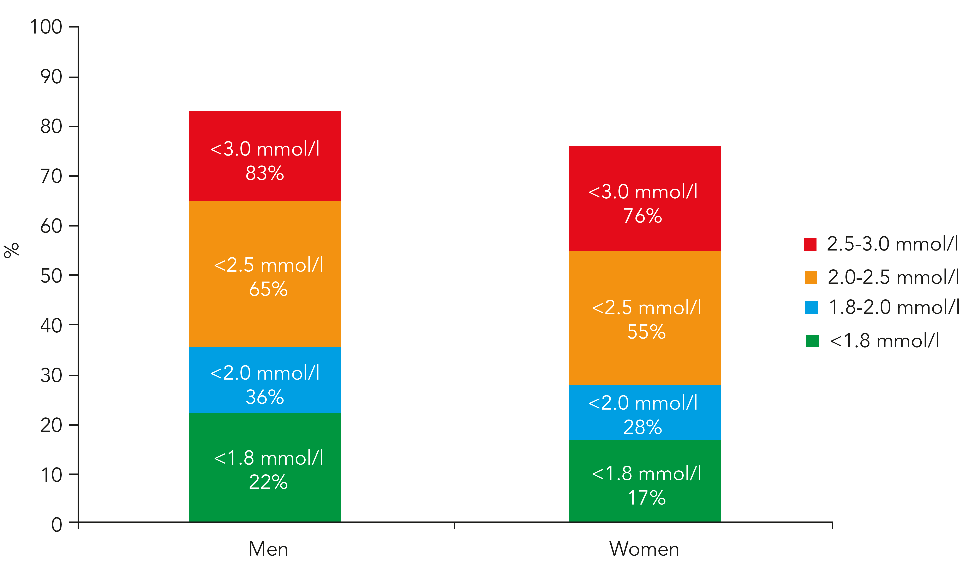 100
90
80
70
60
50
40
30
20
10
0
%
<3.0 mmol/l
83%
<2.5 mmol/l
65%
<2.0 mmol/l
36%
<1.8 mmol/l
22%
<3.0 mmol/l
76%
<2.5 mmol/l
55%
<2.0 mmol/l
28%
<1.8 mmol/l
17%
Men
Women
2.5-3.0 mmol/l
2.0-2.5 mmol/l
1.8-2.0 mmol/l
<1.8 mmol/l